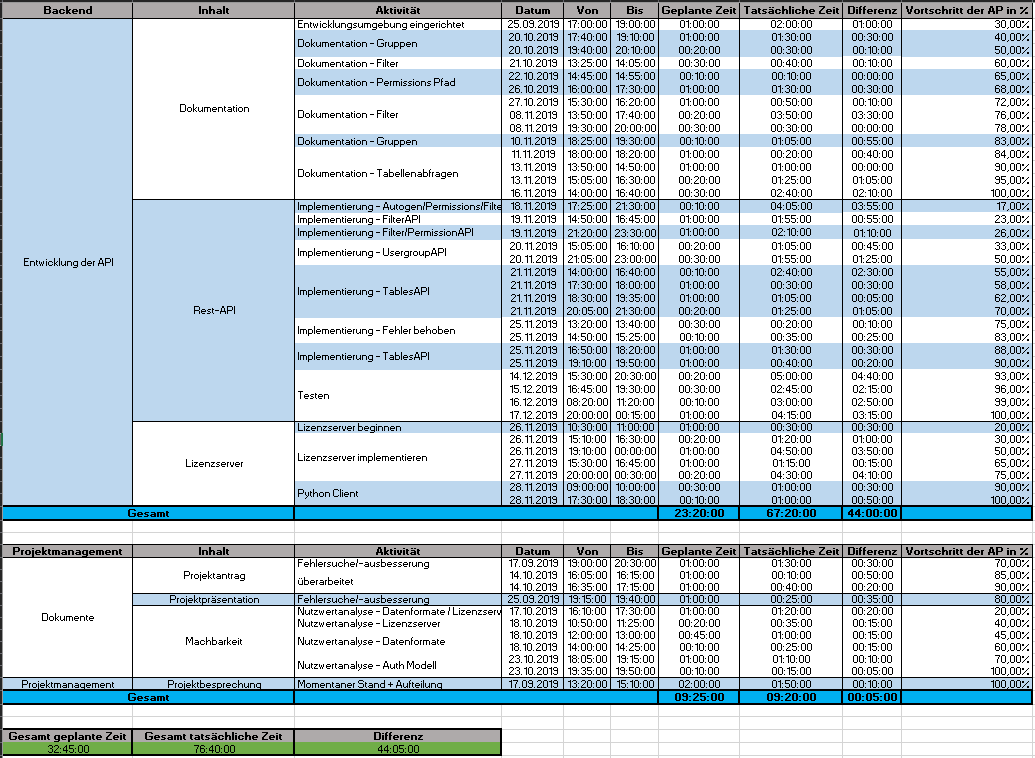 Backend Inhalt Aktivität Datum Von Bis Geplante Zeit Tatsächliche Zeit Differenz Vortschritt der AP in %
Entwicklungsumgebung eingerichtet 25.09.2019 17:00:00 19:00:00 01:00:00 02:00:00 01:00:00 30,00%
Dokumentation - Gruppen 20.10.2019 17:40:00 19:10:00 01:00:00 01:30:00 00:30:00 40,00%
20.10.2019 19:40:00 20:10:00 00:20:00 00:30:00 00:10:00 50,00%
Dokumentation - Filter 21.10.2019 13:25:00 14:05:00 00:30:00 00:40:00 00:10:00 60,00%
Dokumentation - Permissions Pfad 22.10.2019 14:45:00 14:55:00 00:10:00 00:10:00 00:00:00 65,00%
26.10.2019 16:00:00 17:30:00 01:00:00 01:30:00 00:30:00 68,00%
Dokumentation
Dokumentation - Filter 27.10.2019 15:30:00 16:20:00 01:00:00 00:50:00 00:10:00 72,00%
08.11.2019 13:50:00 17:40:00 00:20:00 03:50:00 03:30:00 76,00%
08.11.2019 19:30:00 20:00:00 00:30:00 00:30:00 00:00:00 78,00%
Dokumentation - Gruppen 10.11.2019 18:25:00 19:30:00 00:10:00 01:05:00 00:55:00 83,00%
Dokumentation - Tabellenabfragen 11.11.2019 18:00:00 18:20:00 01:00:00 00:20:00 00:40:00 84,00%
13.11.2019 13:50:00 14:50:00 01:00:00 01:00:00 00:00:00 90,00%
13.11.2019 15:05:00 16:30:00 00:20:00 01:25:00 01:05:00 95,00%
16.11.2019 14:00:00 16:40:00 00:30:00 02:40:00 02:10:00 100,00%
Implementierung - Autogen/Permissions/Filte 18.11.2019 17:25:00 21:30:00 00:10:00 04:05:00 03:55:00 17,00%
Implementierung - FilterAPI 19.11.2019 14:50:00 16:45:00 01:00:00 01:55:00 00:55:00 23,00%
Implementierung - Filter/PermissionAPI 19.11.2019 21:20:00 23:30:00 01:00:00 02:10:00 01:10:00 26,00%
Implementierung - UsergroupAPI 20.11.2019 15:05:00 16:10:00 00:20:00 01:05:00 00:45:00 33,00%
20.11.2019 21:05:00 23:00:00 00:30:00 01:55:00 01:25:00 50,00%
Entwicklung der API
Implementierung - TablesAPI 21.11.2019 14:00:00 16:40:00 00:10:00 02:40:00 02:30:00 55,00%
21.11.2019 17:30:00 18:00:00 01:00:00 00:30:00 00:30:00 58,00%
21.11.2019 18:30:00 19:35:00 01:00:00 01:05:00 00:05:00 62,00%
21.11.2019 20:05:00 21:30:00 00:20:00 01:25:00 01:05:00 70,00%
Rest-API
Implementierung - Fehler behoben 25.11.2019 13:20:00 13:40:00 00:30:00 00:20:00 00:10:00 75,00%
25.11.2019 14:50:00 15:25:00 00:10:00 00:35:00 00:25:00 83,00%
Implementierung - TablesAPI 25.11.2019 16:50:00 18:20:00 01:00:00 01:30:00 00:30:00 88,00%
25.11.2019 19:10:00 19:50:00 01:00:00 00:40:00 00:20:00 90,00%
Testen 14.12.2019 15:30:00 20:30:00 00:20:00 05:00:00 04:40:00 93,00%
15.12.2019 16:45:00 19:30:00 00:30:00 02:45:00 02:15:00 96,00%
16.12.2019 08:20:00 11:20:00 00:10:00 03:00:00 02:50:00 99,00%
17.12.2019 20:00:00 00:15:00 01:00:00 04:15:00 03:15:00 100,00%
Lizenzserver beginnen 26.11.2019 10:30:00 11:00:00 01:00:00 00:30:00 00:30:00 20,00%
Lizenzserver implementieren 26.11.2019 15:10:00 16:30:00 00:20:00 01:20:00 01:00:00 30,00%
26.11.2019 19:10:00 00:00:00 01:00:00 04:50:00 03:50:00 50,00%
Lizenzserver 27.11.2019 15:30:00 16:45:00 01:00:00 01:15:00 00:15:00 65,00%
27.11.2019 20:00:00 00:30:00 00:20:00 04:30:00 04:10:00 75,00%
Python Client 28.11.2019 09:00:00 10:00:00 00:30:00 01:00:00 00:30:00 90,00%
28.11.2019 17:30:00 18:30:00 00:10:00 01:00:00 00:50:00 100,00%
Gesamt 23:20:00 67:20:00 44:00:00
Projektmanagement Inhalt Aktivität Datum Von Bis Geplante Zeit Tatsächliche Zeit Differenz Vortschritt der AP in %
Fehlersuche/-ausbesserung 17.09.2019 19:00:00 20:30:00 01:00:00 01:30:00 00:30:00 70,00%
Projektantrag überarbeitet 14.10.2019 16:05:00 16:15:00 01:00:00 00:10:00 00:50:00 85,00%
14.10.2019 16:35:00 17:15:00 01:00:00 00:40:00 00:20:00 90,00%
Projektpräsentation Fehlersuche/-ausbesserung 25.09.2019 19:15:00 19:40:00 01:00:00 00:25:00 00:35:00 80,00%
Nutzwertanalyse - Datenformate / Lizenzserv 17.10.2019 16:10:00 17:30:00 01:00:00 01:20:00 00:20:00 20,00%
Dokumente
Nutzwertanalyse - Lizenzserver 18.10.2019 10:50:00 11:25:00 00:20:00 00:35:00 00:15:00 40,00%
Machbarkeit Nutzwertanalyse - Datenformate 18.10.2019 12:00:00 13:00:00 00:45:00 01:00:00 00:15:00 45,00%
18.10.2019 14:00:00 14:25:00 00:10:00 00:25:00 00:15:00 60,00%
Nutzwertanalyse - Auth Modell 23.10.2019 18:05:00 19:15:00 01:00:00 01:10:00 00:10:00 70,00%
23.10.2019 19:35:00 19:50:00 00:10:00 00:15:00 00:05:00 100,00%
Projektmanagement Projektbesprechung Momentaner Stand + Aufteilung 17.09.2019 13:20:00 15:10:00 02:00:00 01:50:00 00:10:00 100,00%
Gesamt 09:25:00 09:20:00 00:05:00
Gesamt geplante Zeit Gesamt tatsächliche Zeit Differenz
32:45:00 76:40:00 44:05:00